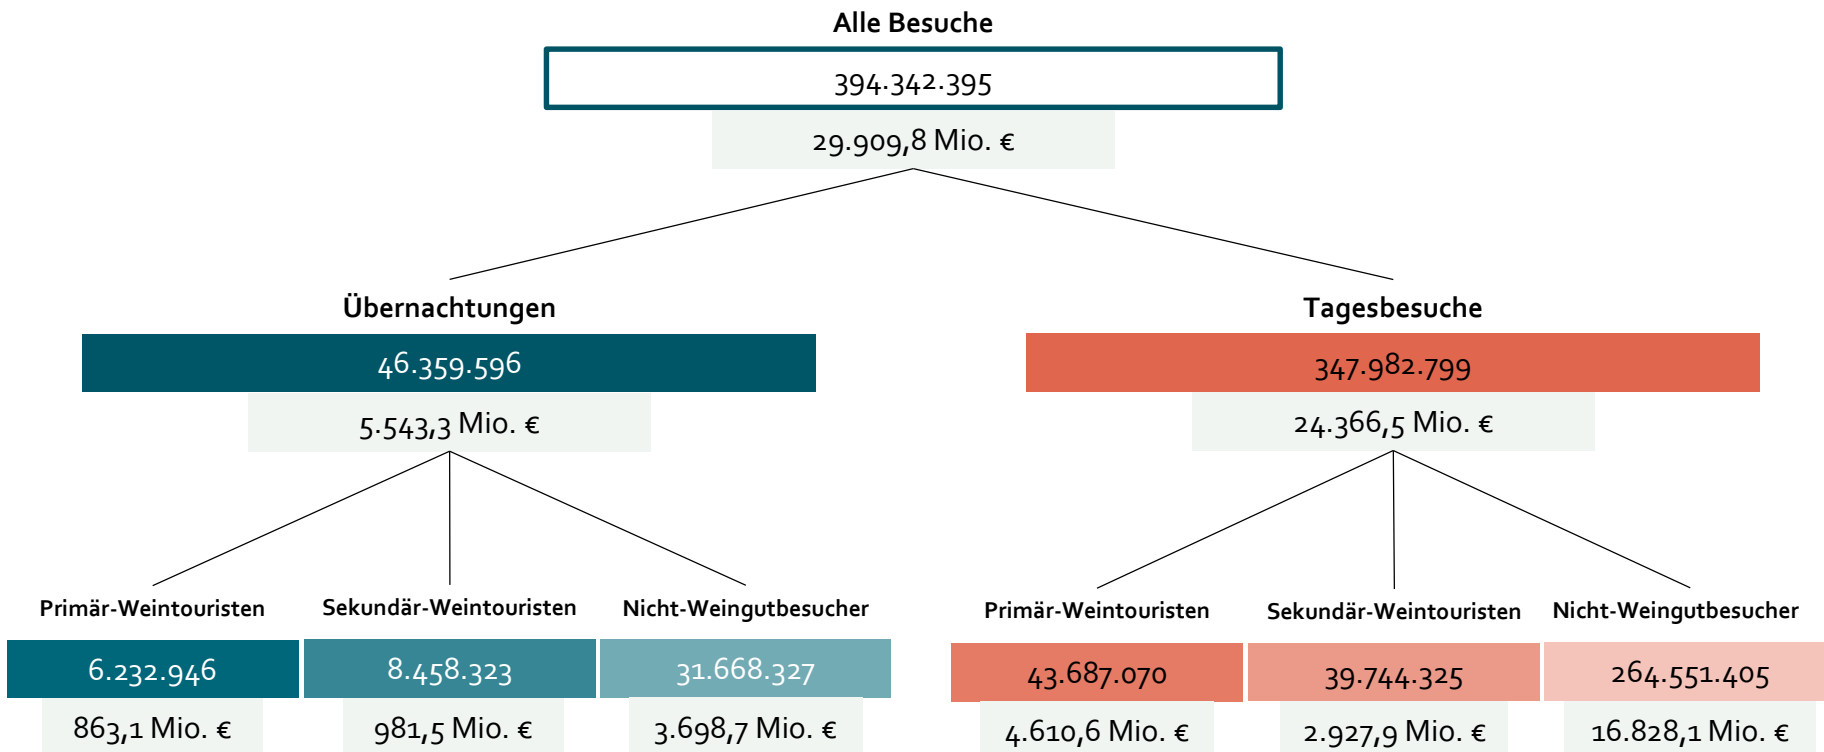 Alle Besuche
394.342.395
29.909,8 Mio. €
Übernachtungen
46.359.596
5.543,3 Mio. €
Tagesbesuche
347.982.799
24.366,5 Mio. €
Primär-Weintouristen
6.232.946
863,1 Mio. €
Sekundär-Weintouristen
8.458.323
981,5 Mio. €
Nicht-Weingutbesucher
31.668.327
3.698,7 Mio. €
Primär-Weintouristen
43.687.070
4.610,6 Mio. €
Sekundär-Weintouristen
39.744.325
2.927,9 Mio. €
Nicht-Weingutbesucher
264.551.405
16.828,1 Mio. €